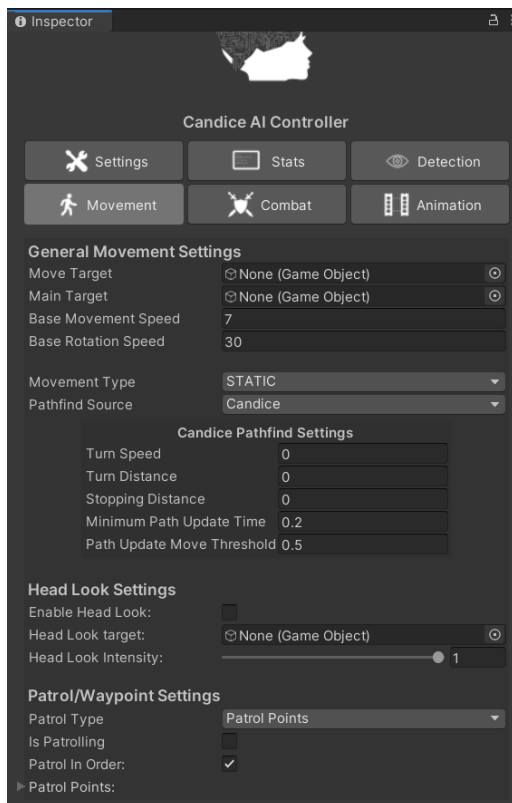 Inspector
Candice AI Controller
Settings Stats Detection
Movement Combat Animation
General Movement Settings
Move Target None (Game Object)
Main Target None (Game Object)
Base Movement Speed 7
Base Rotation Speed 30
Movement Type STATIC
Pathfind Source Candice
Candice Pathfind Settings
Turn Speed 0
Turn Distance 0
Stopping Distance 0
Minimum Path Update Time 0.2
Path Update Move Threshold 0.5
Head Look Settings
Enable Head Look:
Head Look target: None (Game Object)
Head Look Intensity: 1
Patrol/Waypoint Settings
Patrol Type Patrol Points
Is Patrolling
Patrol In Order:
Patrol Points: